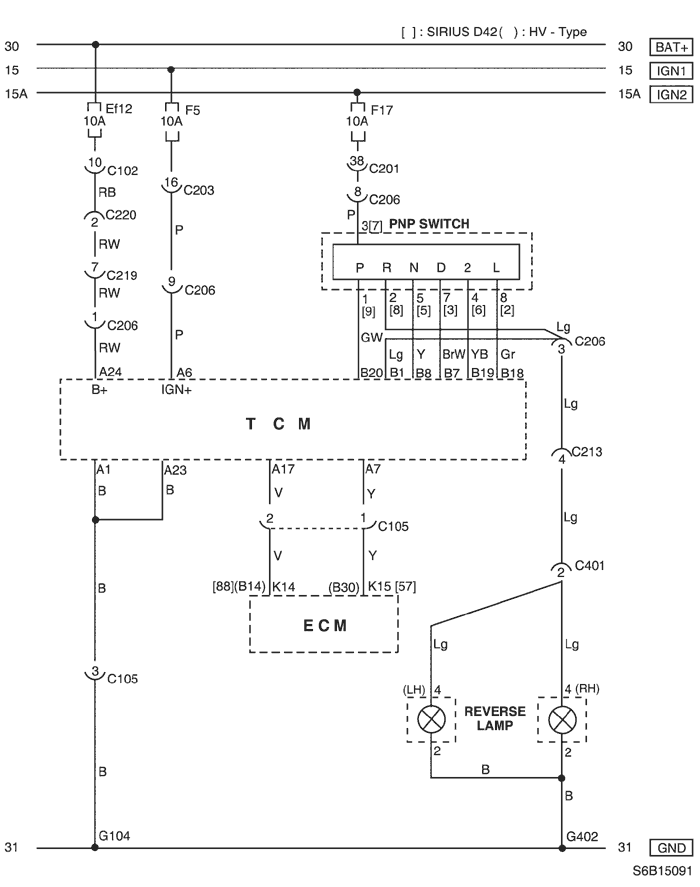 [ ] : SIRIUS D42( ) : HV - Type
30 30 BAT+
15 15 IGN1
15A 15A IGN2
Ef12 F5 F17
10A 10A 10A
10 C102 16 C203 38 C201
RB
2 C220 8 C206
P P
3[7] PNP SWITCH
RW
7 C219 9 C206
P R N D 2 L
RW
1 2 5 7 4 8
[9] [8] [5] [3] [6] [2]
1 C206
Lg
P GW 3 C206
RW Lg Y BrW YB Gr
A24 A6 B20 B1 B8 B7 B19 B18
B+ IGN+
Lg
T C M
4 C213
A1 A23 A17 A7
B B V Y
2 1 C105 Lg
V Y
2 C401
[88](B14) K14 (B30) K15 [57]
B
E C M
Lg Lg
3 C105
(LH) 4 4 (RH)
REVERSE
LAMP
2 2
B B
B
G104 G402
31 31 GND
S6B15091